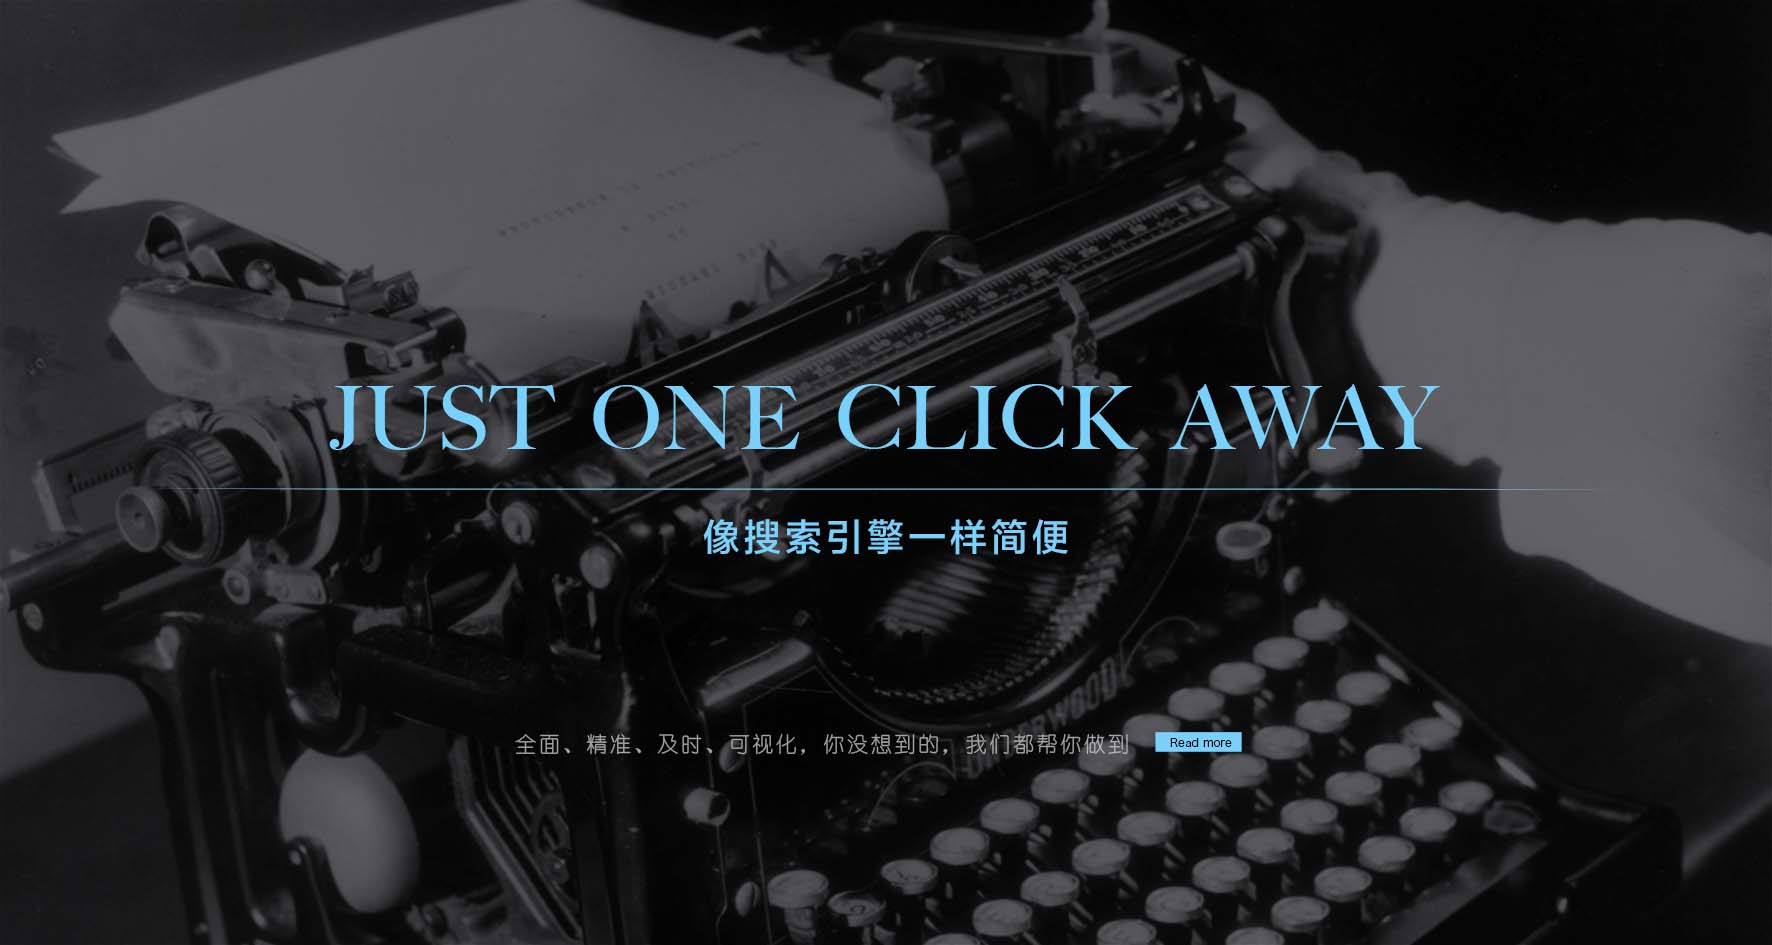 JUST ONE CLICK AWAY
像搜索引擎一样简便
UNDERWOOD
全面、精准、及时、可视化，你没想到的，我们都帮你做到
Read more